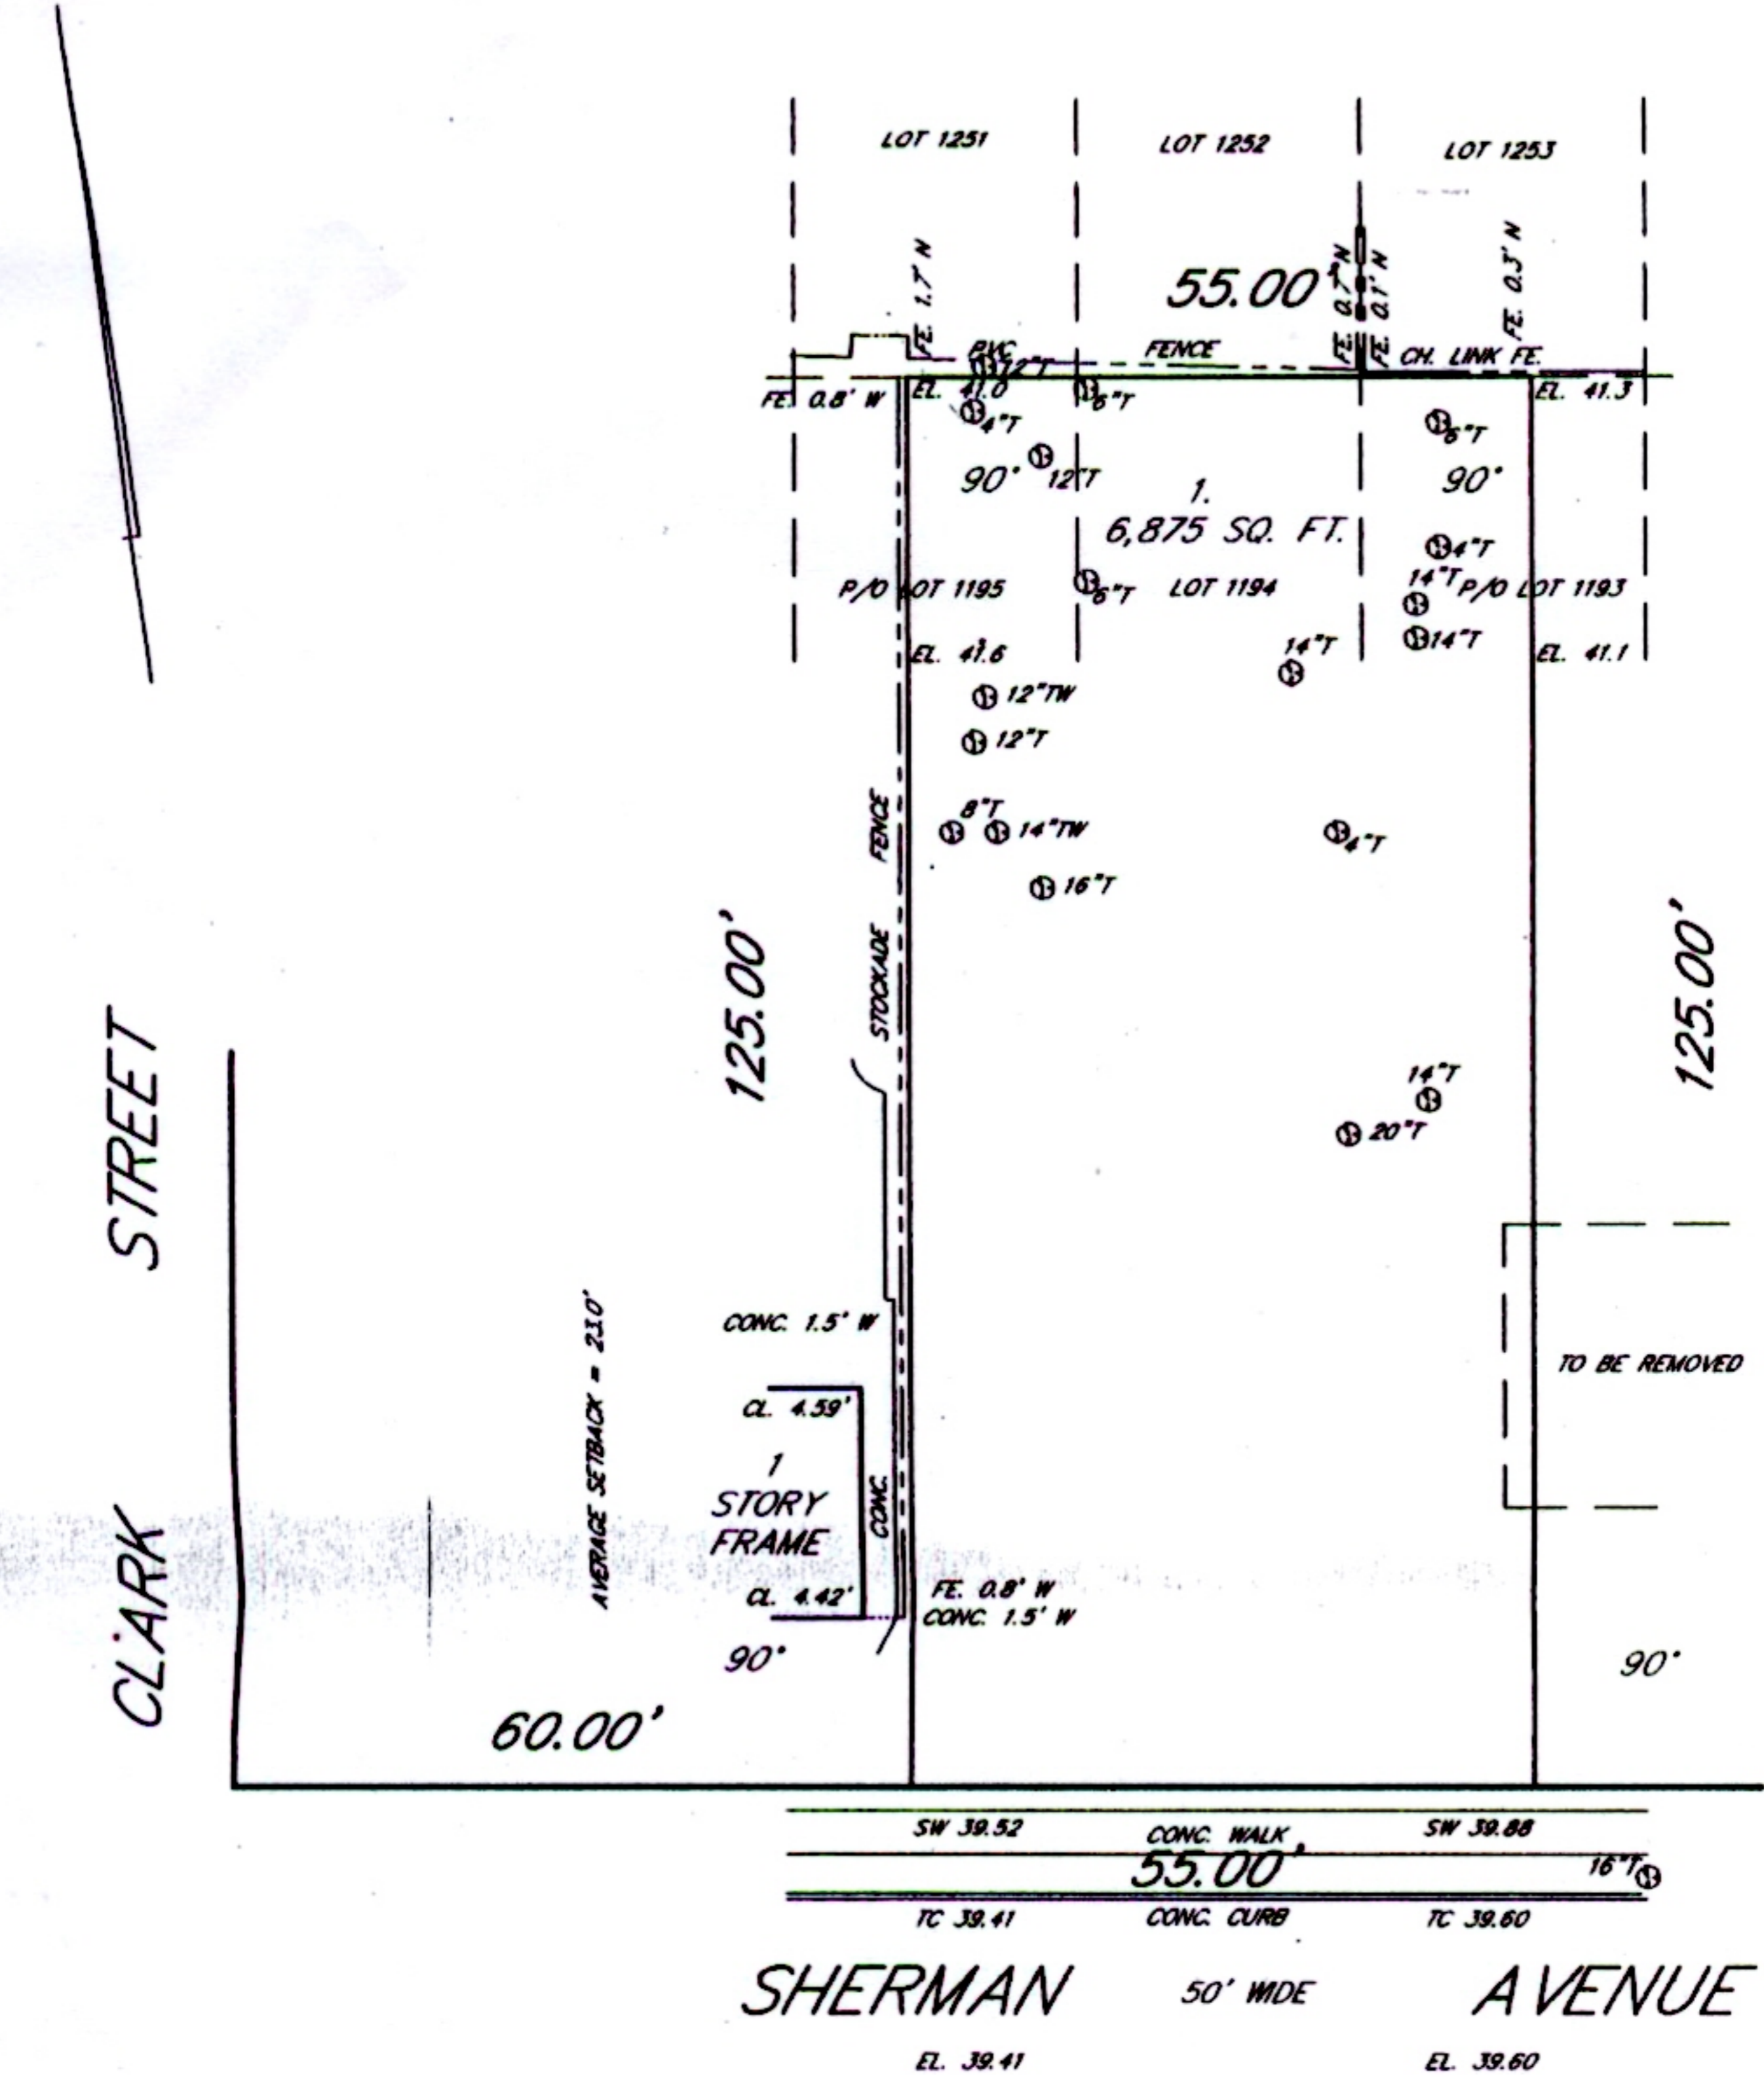 LOT 1251
LOT 1252
LOT 1253
FE. 1.7' N
55.00'
FE. 0.7' N
FE. 0.1' N
FE. 0.3' N
PVC
FENCE
CH. LINK FE.
12"T
FE. 0.8' W
EL. 41.0
6"T
EL. 41.3
4"T
6"T
12"T
90°
1.
90°
6,875 SQ. FT.
4"T
14"T
P/O LOT 1195
6"T
LOT 1194
P/O LOT 1193
14"T
14"T
EL. 41.6
EL. 41.1
12"TW
12"T
8"T
14"TW
4"T
16"T
STOCKADE FENCE
125.00'
125.00'
14"T
20"T
CLARK STREET
AVERAGE SETBACK = 23.0'
CONC. 1.5' W
TO BE REMOVED
CL. 4.59'
1
STORY
FRAME
CONC.
CL. 4.42'
FE. 0.8' W
CONC. 1.5' W
90°
90°
60.00'
SW 39.52
CONC. WALK
SW 39.88
55.00'
16"T
TC 39.41
CONC. CURB
TC 39.60
SHERMAN 50' WIDE AVENUE
EL. 39.41
EL. 39.60